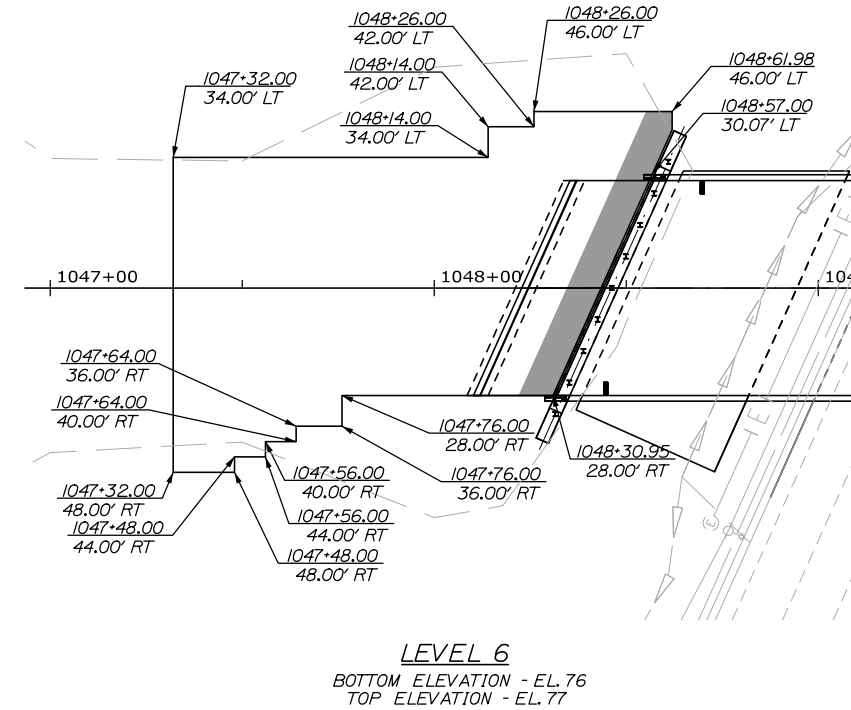 1048+26.00
42.00' LT
1048+26.00
46.00' LT
1048+14.00
42.00' LT
1048+61.98
46.00' LT
1047+32.00
34.00' LT
1048+57.00
30.07' LT
1048+14.00
34.00' LT
1047+00
1048+00
104
1047+64.00
36.00' RT
1047+64.00
40.00' RT
1047+76.00
28.00' RT
1048+30.95
28.00' RT
1047+56.00
40.00' RT
1047+76.00
36.00' RT
1047+32.00
48.00' RT
1047+56.00
44.00' RT
1047+48.00
44.00' RT
1047+48.00
48.00' RT
LEVEL 6
BOTTOM ELEVATION - EL. 76
TOP ELEVATION - EL. 77